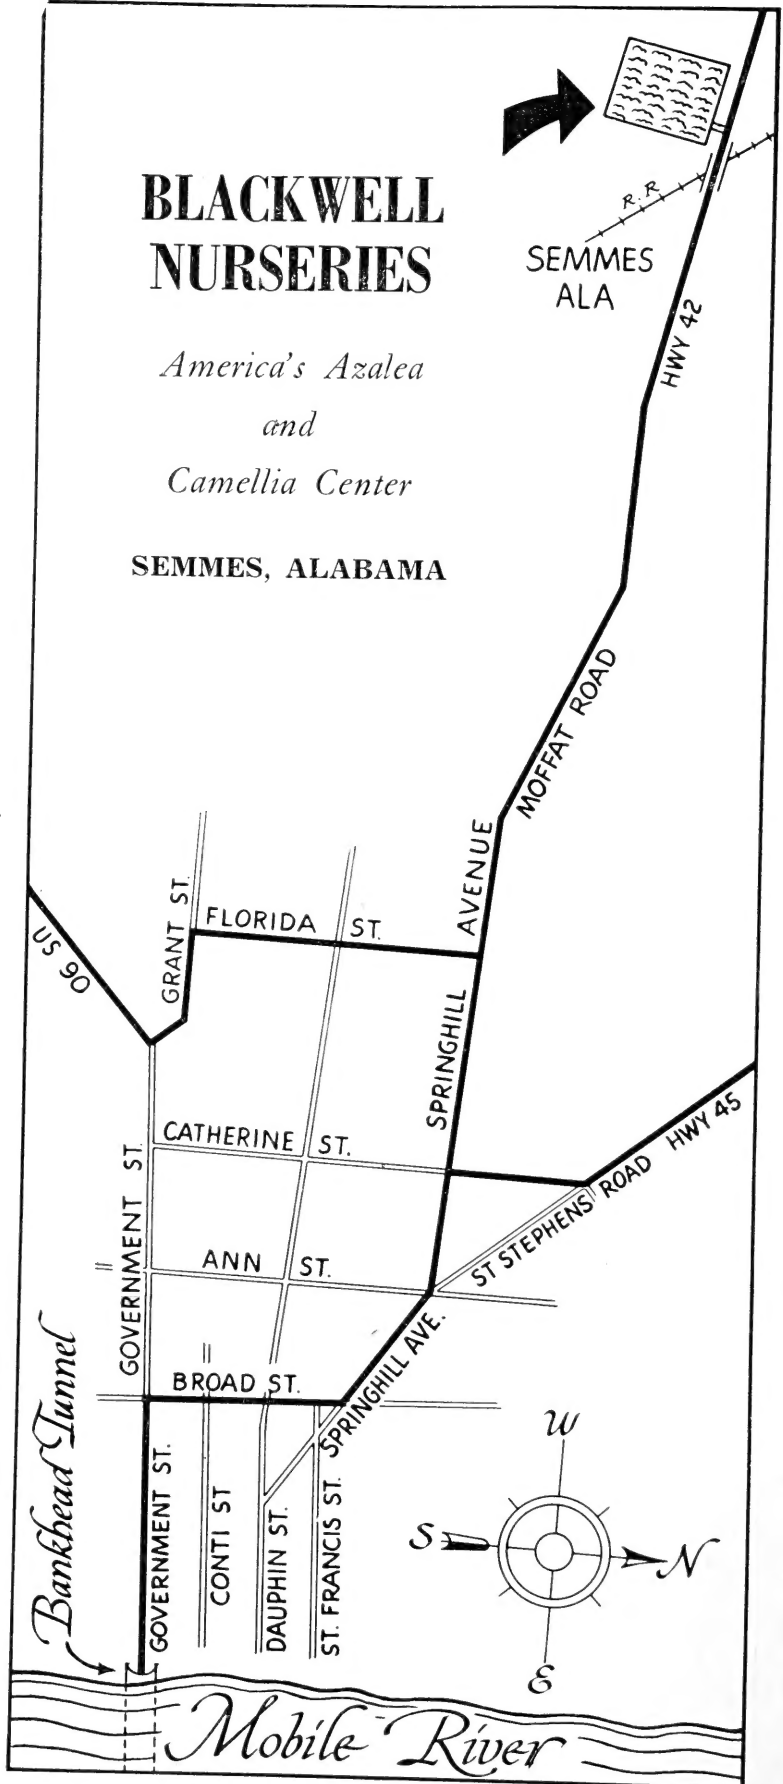 BLACKWELL
NURSERIES
America's Azalea
and
Camellia Center
SEMMES, ALABAMA
R. R.
SEMMES
ALA
HWY 42
MOFFAT ROAD
SPRINGHILL AVENUE
GRANT ST.
FLORIDA ST.
US 90
CATHERINE ST.
HWY 45
ST STEPHENS ROAD
GOVERNMENT ST.
ANN ST.
BROAD ST.
SPRINGHILL AVE.
Bankhead Tunnel
GOVERNMENT ST.
CONTI ST
DAUPHIN ST.
ST. FRANCIS ST.
W
S
N
E
Mobile River